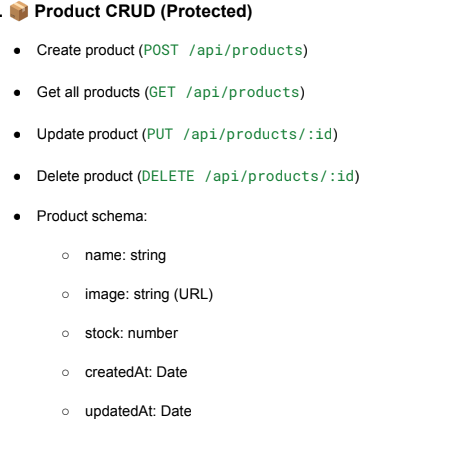 . 📦 Product CRUD (Protected)
● Create product (POST /api/products)
● Get all products (GET /api/products)
● Update product (PUT /api/products/:id)
● Delete product (DELETE /api/products/:id)
● Product schema:
○ name: string
○ image: string (URL)
○ stock: number
○ createdAt: Date
○ updatedAt: Date